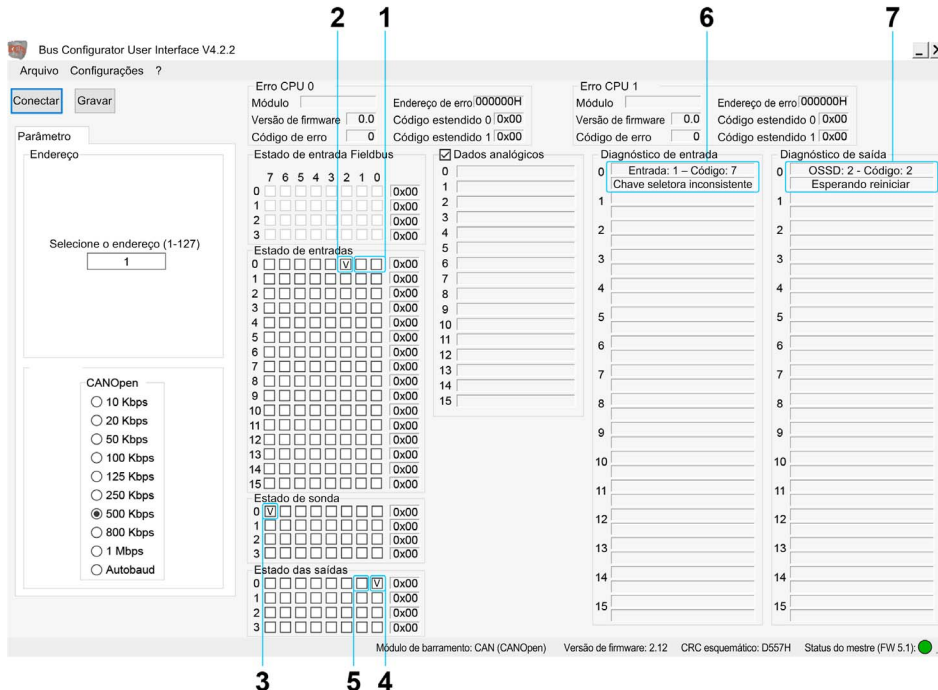 2 1 6 7
Bus Configurator User Interface V4.2.2
Arquivo Configurações ?
Conectar Gravar
Parâmetro
Endereço
Selecione o endereço (1-127)
1
CANOpen
10 Kbps
20 Kbps
50 Kbps
100 Kbps
125 Kbps
250 Kbps
500 Kbps
800 Kbps
1 Mbps
Autobaud
Erro CPU 0
Módulo Endereço de erro 000000H
Versão de firmware 0.0 Código estendido 0 0x00
Código de erro 0 Código estendido 1 0x00
Erro CPU 1
Módulo Endereço de erro 000000H
Versão de firmware 0.0 Código estendido 0 0x00
Código de erro 0 Código estendido 1 0x00
Estado de entrada Fieldbus
7 6 5 4 3 2 1 0
0 0x00
1 0x00
2 0x00
3 0x00
Estado de entradas
0 V 0x00
1 0x00
2 0x00
3 0x00
4 0x00
5 0x00
6 0x00
7 0x00
8 0x00
9 0x00
10 0x00
11 0x00
12 0x00
13 0x00
14 0x00
15 0x00
Estado de sonda
0 V 0x00
1 0x00
2 0x00
3 0x00
Estado das saídas
0 V 0x00
1 0x00
2 0x00
3 0x00
Dados analógicos
0
1
2
3
4
5
6
7
8
9
10
11
12
13
14
15
Diagnóstico de entrada
0 Entrada: 1 – Código: 7
Chave seletora inconsistente
1
2
3
4
5
6
7
8
9
10
11
12
13
14
15
Diagnóstico de saída
0 OSSD: 2 - Código: 2
Esperando reiniciar
1
2
3
4
5
6
7
8
9
10
11
12
13
14
15
Módulo de barramento: CAN (CANOpen) Versão de firmware: 2.12 CRC esquemático: D557H Status do mestre (FW 5.1):
3 5 4